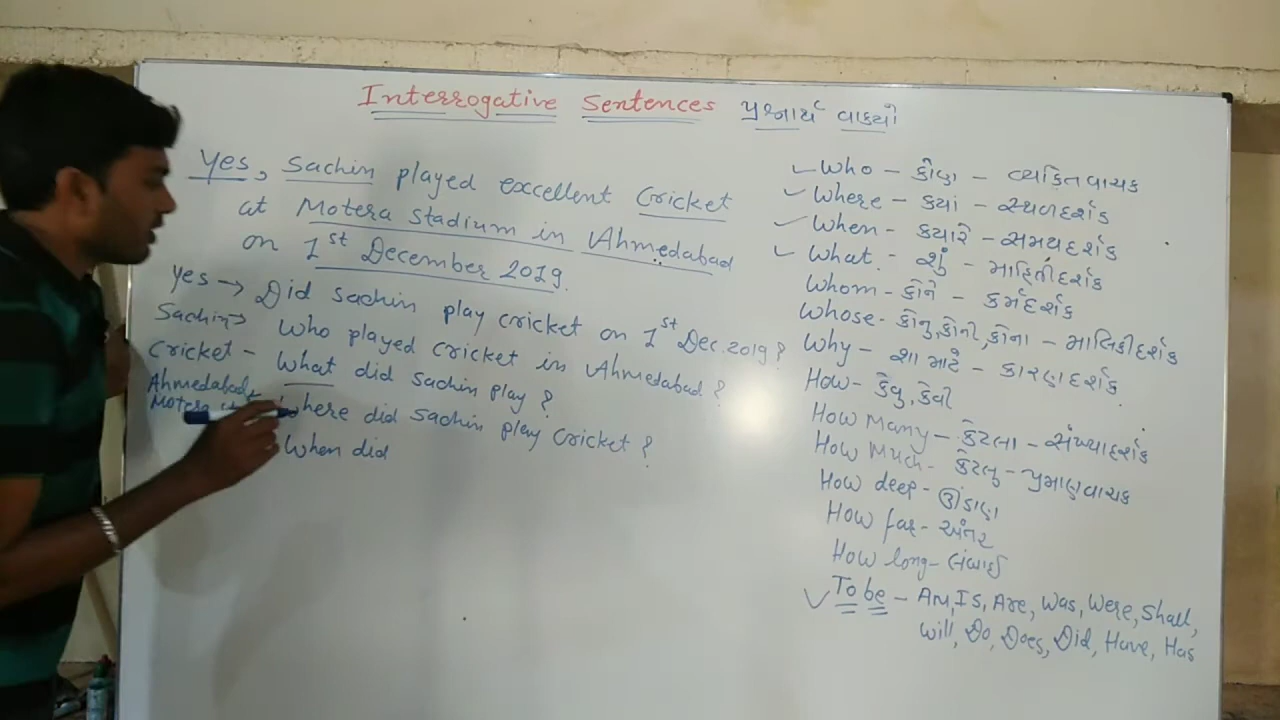 Interrogative Sentences પ્રશ્નાર્થ વાકયો
Yes, Sachin played excellent Cricket
at Motera Stadium in Ahmedabad
on 1st December 2019.
Yes → Did sachin play cricket on 1st Dec. 2019?
Sachin → Who played cricket in Ahmedabad?
Cricket - What did sachin play?
Ahmedabad
Motera where did sachin play cricket?
When did
Who - કોણ - વ્યકિતવાચક
Where - કયાં - સ્થળદર્શક
When - કયારે - સમયદર્શક
What - શું - માહિતીદર્શક
Whom - કોને - કર્મદર્શક
Whose - કોનુ, કોની, કોના - માલિકીદર્શક
Why - શા માટે - કારણદર્શક
How - કેવુ, કેવી
How Many - કેટલા - સંખ્યાદર્શક
How Much - કેટલુ - પ્રમાણવાચક
How deep - ઊંડાણ
How far - અંતર
How long - લંબાઈ
To be - Am, Is, Are, Was, Were, Shall,
Will, Do, Does, Did, Have, Has